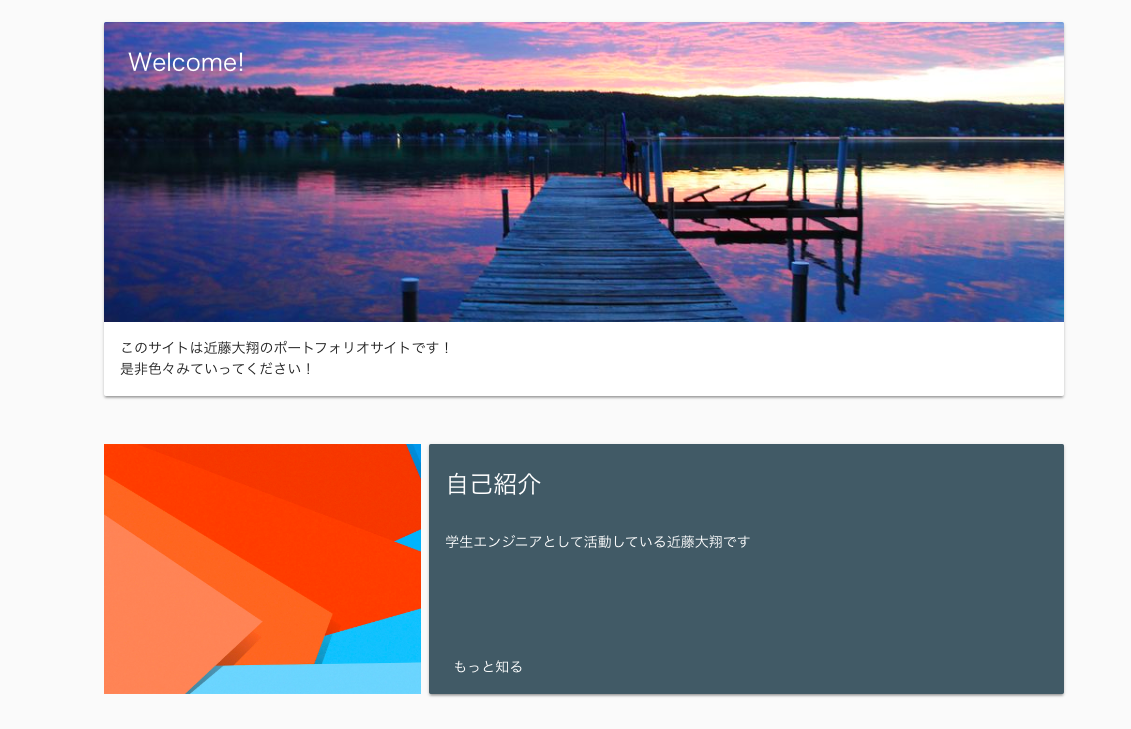 Welcome!
このサイトは近藤大翔のポートフォリオサイトです！
是非色々みていってください！
自己紹介
学生エンジニアとして活動している近藤大翔です
もっと知る